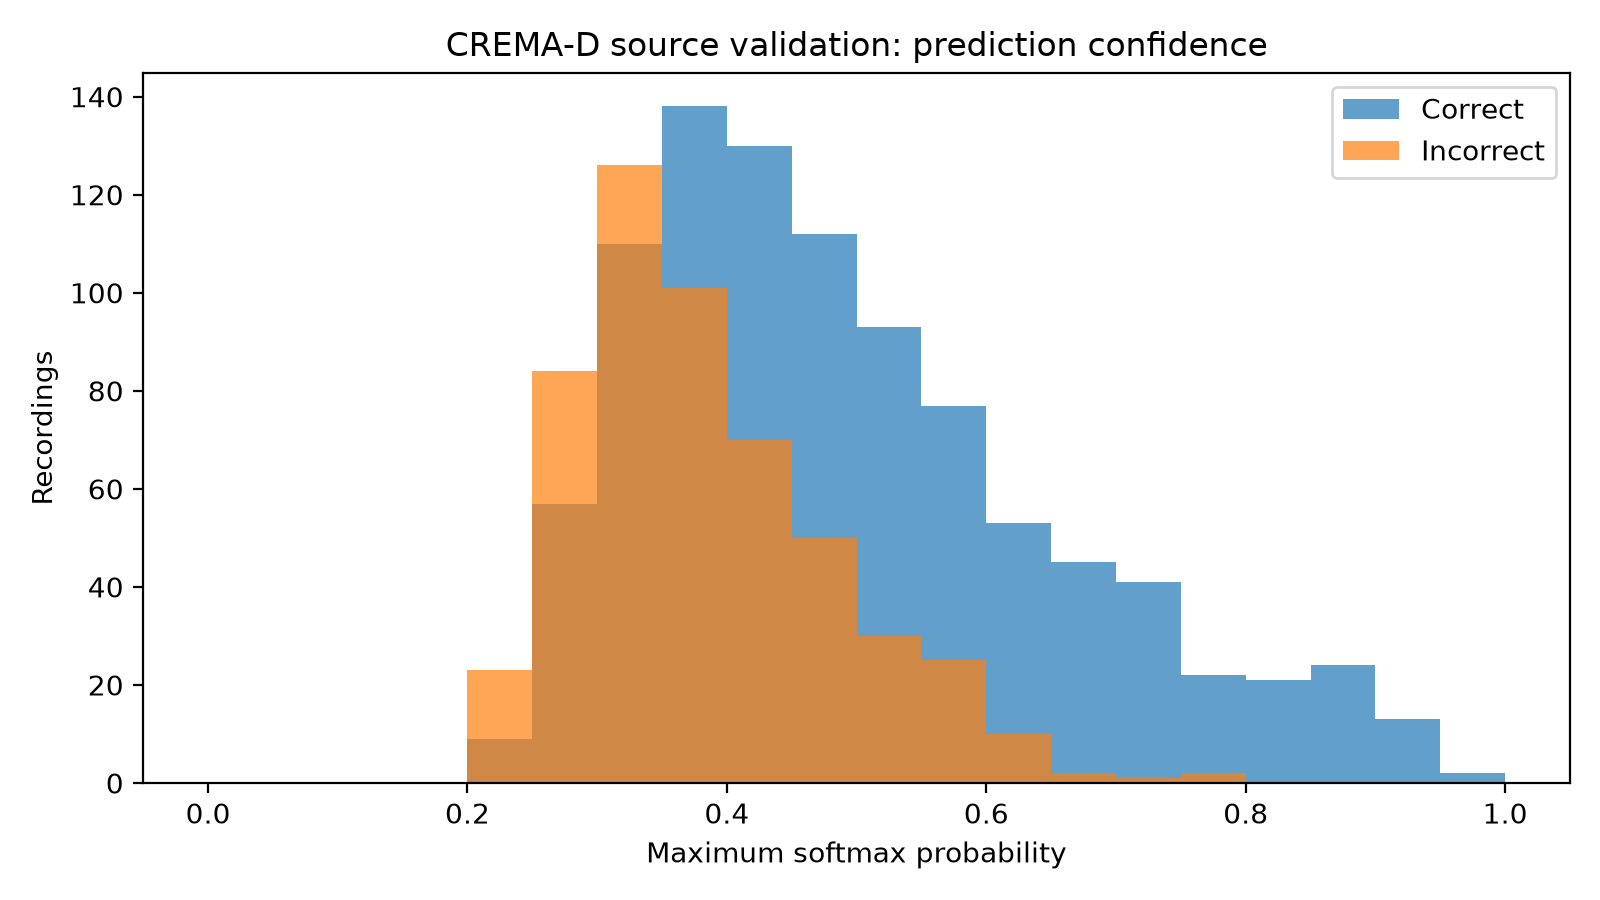 CREMA-D source validation: prediction confidence
Correct
Incorrect
140
120
100
80
60
40
20
0
Recordings
0.0 0.2 0.4 0.6 0.8 1.0
Maximum softmax probability